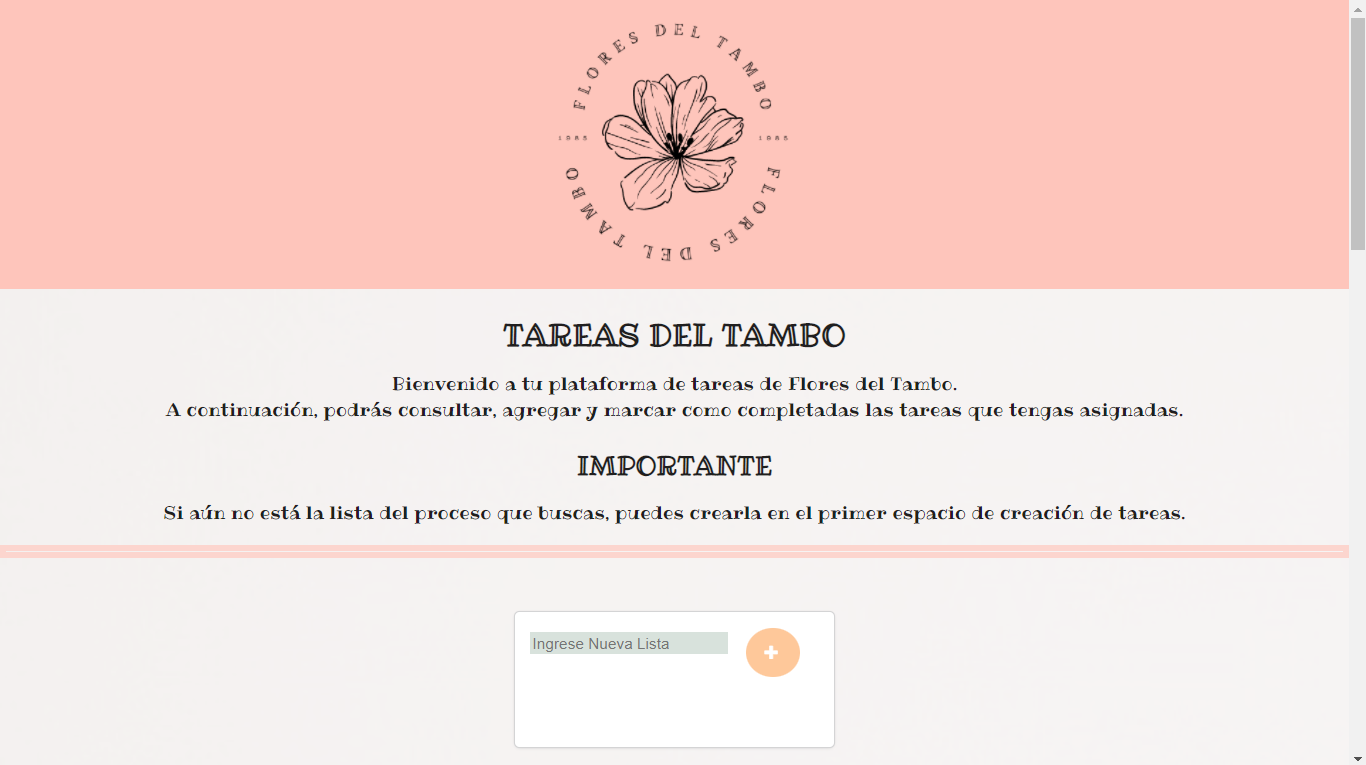 FLORES DEL TAMBO
1985 1985
FLORES DEL TAMBO
TAREAS DEL TAMBO
Bienvenido a tu plataforma de tareas de Flores del Tambo.
A continuación, podrás consultar, agregar y marcar como completadas las tareas que tengas asignadas.
IMPORTANTE
Si aún no está la lista del proceso que buscas, puedes crearla en el primer espacio de creación de tareas.
Ingrese Nueva Lista